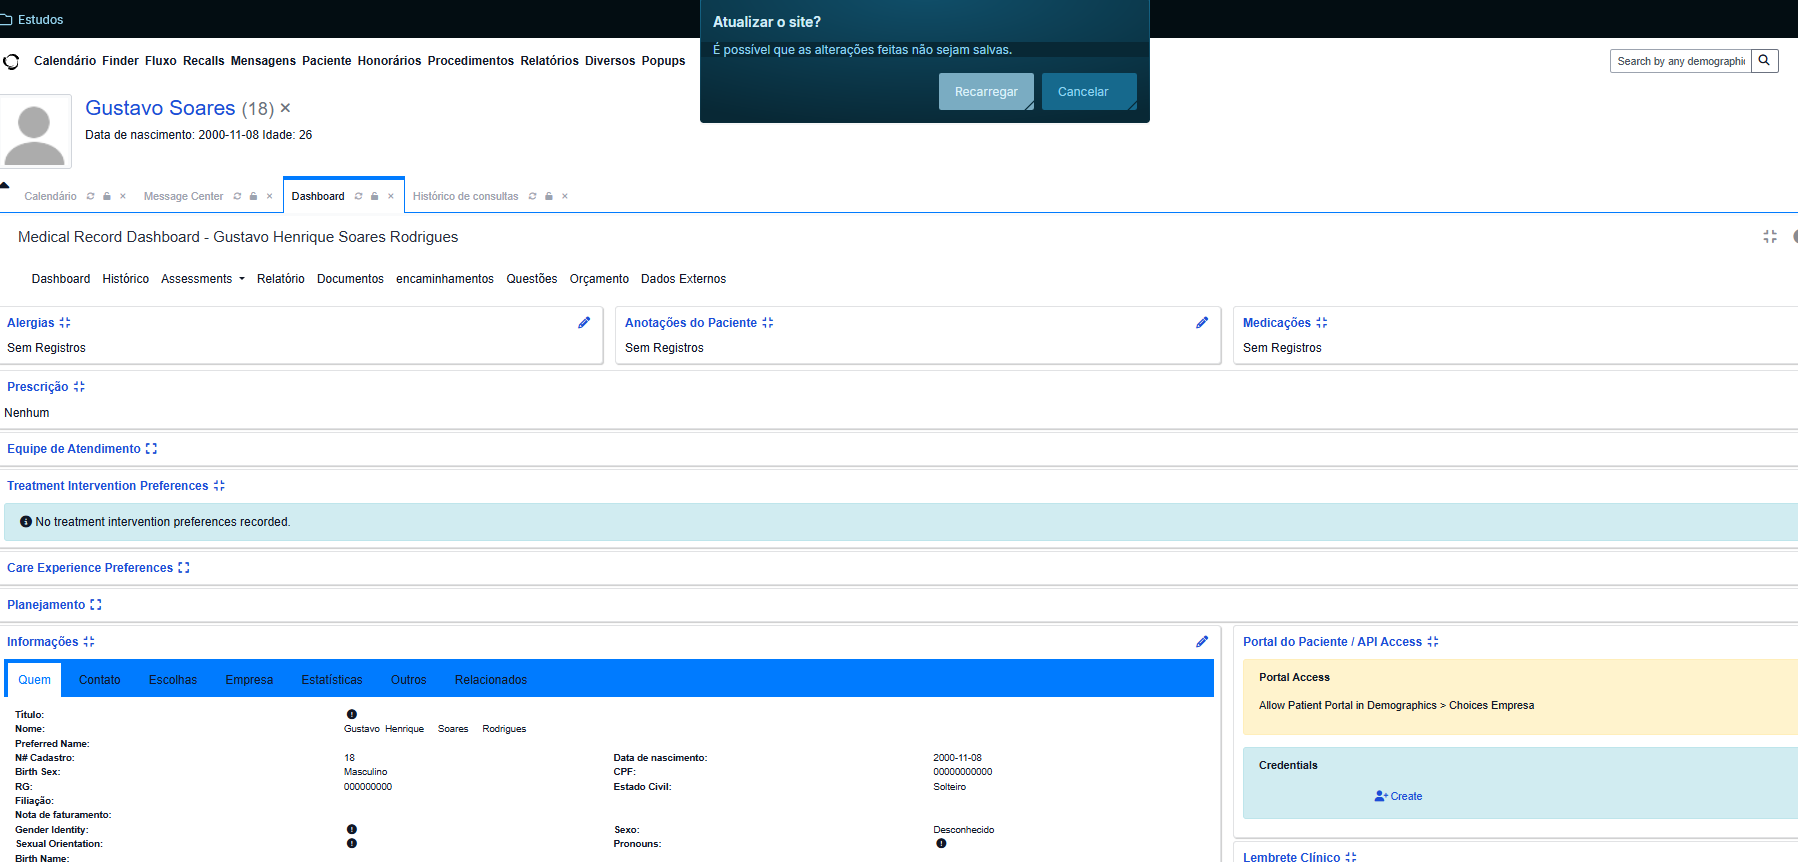 Estudos
Atualizar o site?
É possível que as alterações feitas não sejam salvas.
Recarregar Cancelar
Calendário Finder Fluxo Recalls Mensagens Paciente Honorários Procedimentos Relatórios Diversos Popups
Search by any demographi
Gustavo Soares (18) ×
Data de nascimento: 2000-11-08 Idade: 26
Calendário × Message Center × Dashboard × Histórico de consultas ×
Medical Record Dashboard - Gustavo Henrique Soares Rodrigues
Dashboard Histórico Assessments Relatório Documentos encaminhamentos Questões Orçamento Dados Externos
Alergias
Sem Registros
Anotações do Paciente
Sem Registros
Medicações
Sem Registros
Prescrição
Nenhum
Equipe de Atendimento
Treatment Intervention Preferences
No treatment intervention preferences recorded.
Care Experience Preferences
Planejamento
Informações
Quem Contato Escolhas Empresa Estatísticas Outros Relacionados
Título:
Nome: Gustavo Henrique Soares Rodrigues
Preferred Name:
N# Cadastro: 18 Data de nascimento: 2000-11-08
Birth Sex: Masculino CPF: 00000000000
RG: 000000000 Estado Civil: Solteiro
Filiação:
Nota de faturamento:
Gender Identity: Sexo: Desconhecido
Sexual Orientation: Pronouns:
Birth Name:
Portal do Paciente / API Access
Portal Access
Allow Patient Portal in Demographics > Choices Empresa
Credentials
Create
Lembrete Clínico